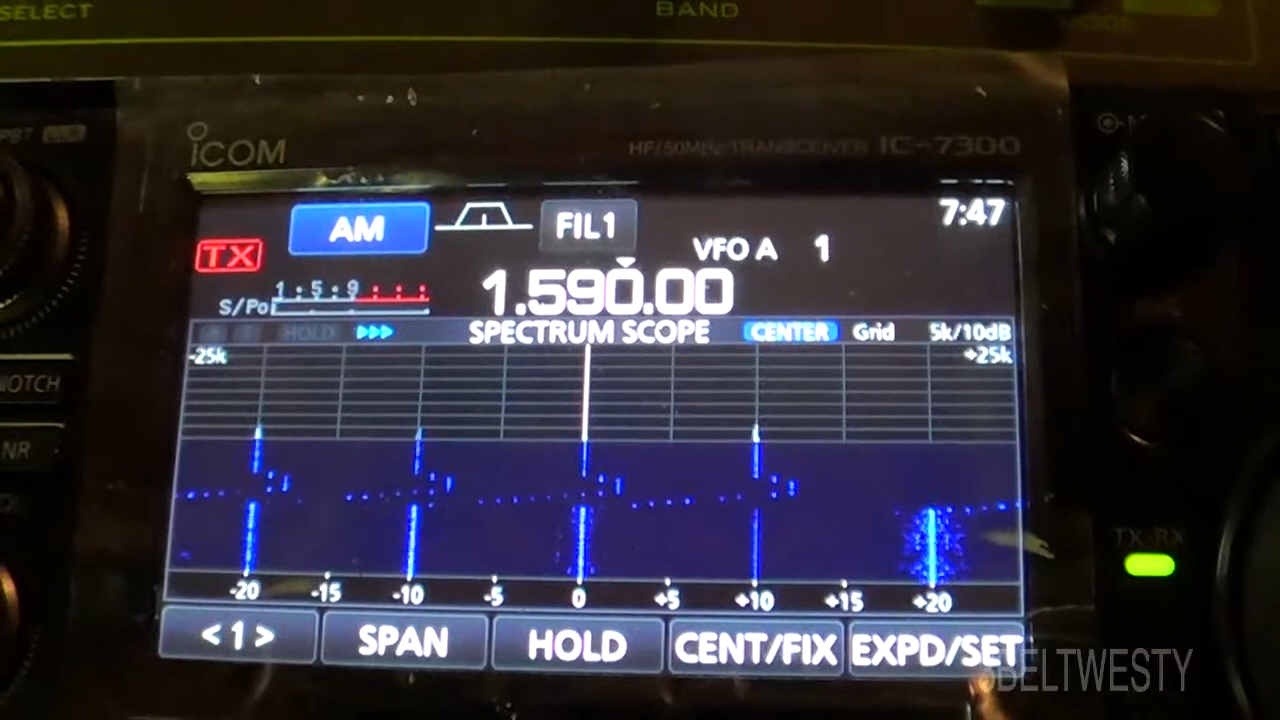 SELECT
BAND
MODE
PBT
iCOM
HF/50MHz TRANSCEIVER IC-7300
7:47
AM
FIL1
TX
VFO A 1
1.590.00
S/Po 1 : 5 : 9
HOLD
SPECTRUM SCOPE
CENTER
Grid
5k/10dB
-25k
+25k
NOTCH
NR
TX RX
-20 -15 -10 -5 0 +5 +10 +15 +20
< 1 > SPAN HOLD CENT/FIX EXPD/SET
BELTWESTY